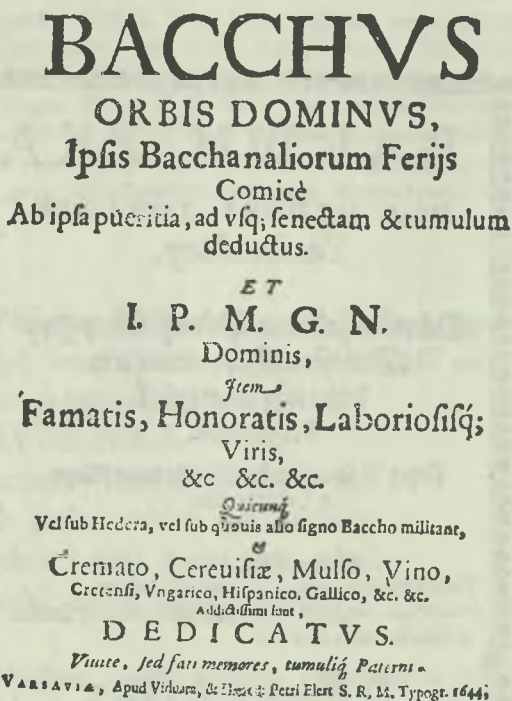 BACCHVS
ORBIS DOMINVS,
Ipſis Bacchanaliorum Ferijs
Comicè
Ab ipſa pueritia, ad vſq; ſenectam & tumulum
deductus.
ET
I. P. M. G. N.
Dominis,
Item
Famatis, Honoratis, Laborioſiſq́;
Viris,
&c &c. &c.
Quicunq́
Vel ſub Hedera, vel ſub quouis alio ſigno Baccho militant,
&
Cremato, Cereuiſiæ, Mulſo, Vino,
Cretenſi, Vngarico, Hiſpanico, Gallico, &c. &c.
Addictiſſimi ſunt,
DEDICATVS.
Viuite, ſed fati memores, tumuliq́ Paterni.
VARSAVIÆ, Apud Viduam, & Hæred: Petri Elert S. R. M. Typogr. 1644;